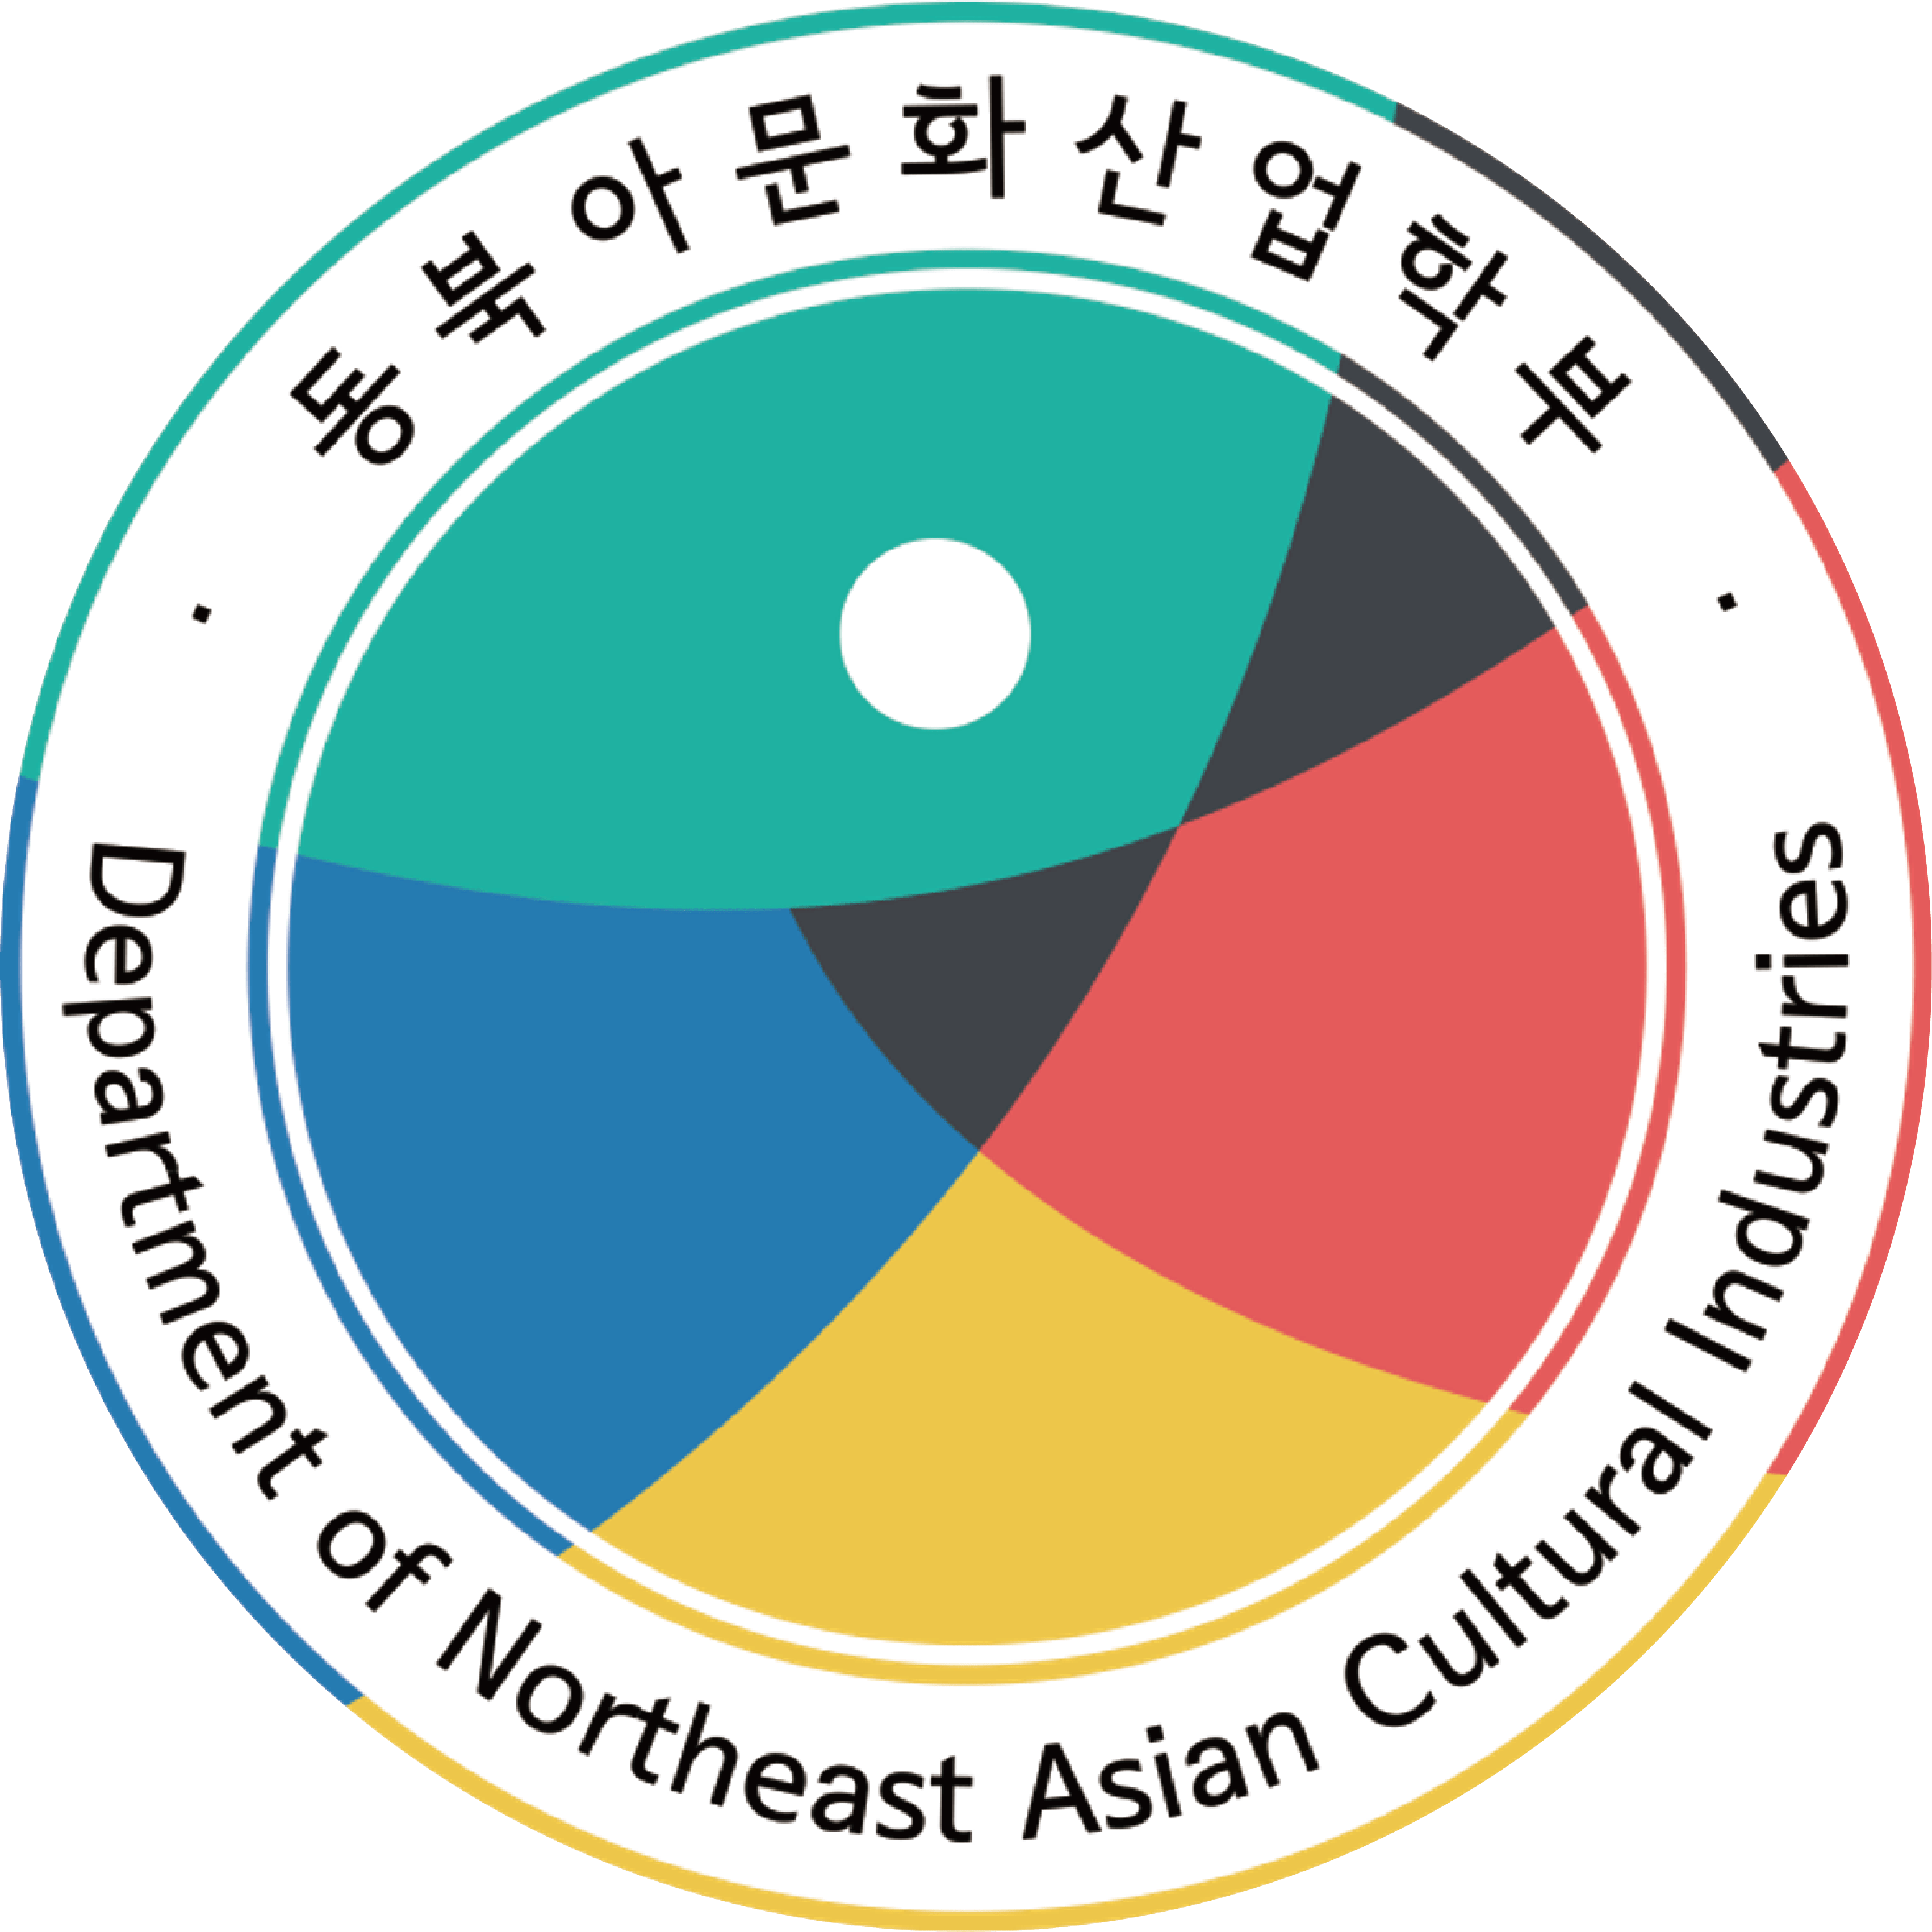 · 동북아문화산업학부 ·
Department of Northeast Asian Cultural Industries